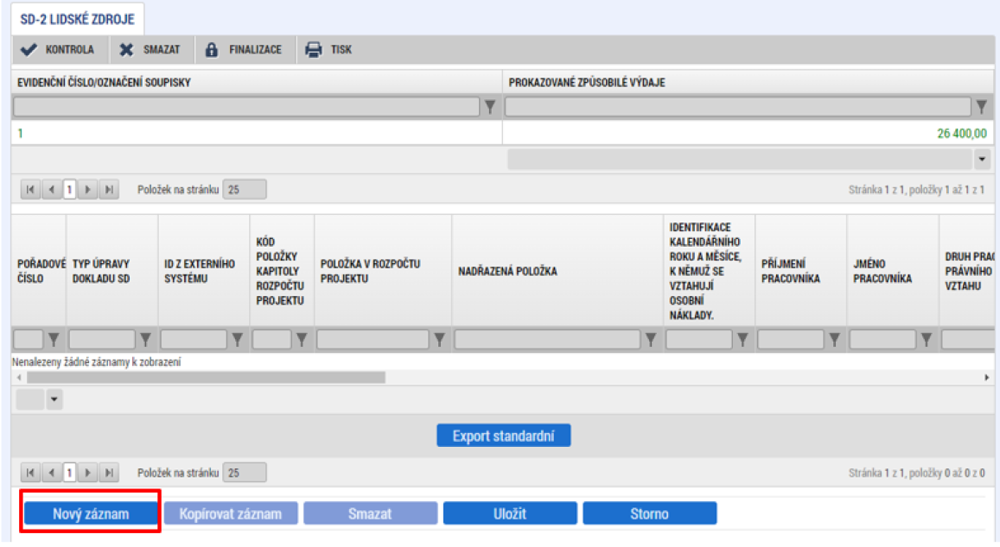 SD-2 LIDSKÉ ZDROJE
KONTROLA SMAZAT FINALIZACE TISK
EVIDENČNÍ ČÍSLO/OZNAČENÍ SOUPISKY PROKAZOVANÉ ZPŮSOBILÉ VÝDAJE
1 26 400,00
1 Položek na stránku 25 Stránka 1 z 1, položky 1 až 1 z 1
POŘADOVÉ ČÍSLO
TYP ÚPRAVY DOKLADU SD
ID Z EXTERNÍHO SYSTÉMU
KÓD POLOŽKY KAPITOLY ROZPOČTU PROJEKTU
POLOŽKA V ROZPOČTU PROJEKTU
NADŘAZENÁ POLOŽKA
IDENTIFIKACE KALENDÁŘNÍHO ROKU A MĚSÍCE, K NĚMUŽ SE VZTAHUJÍ OSOBNÍ NÁKLADY.
PŘÍJMENÍ PRACOVNÍKA
JMÉNO PRACOVNÍKA
DRUH PRAC PRÁVNÍHO VZTAHU
Nenalezeny žádné záznamy k zobrazení
Export standardní
1 Položek na stránku 25 Stránka 1 z 1, položky 0 až 0 z 0
Nový záznam Kopírovat záznam Smazat Uložit Storno